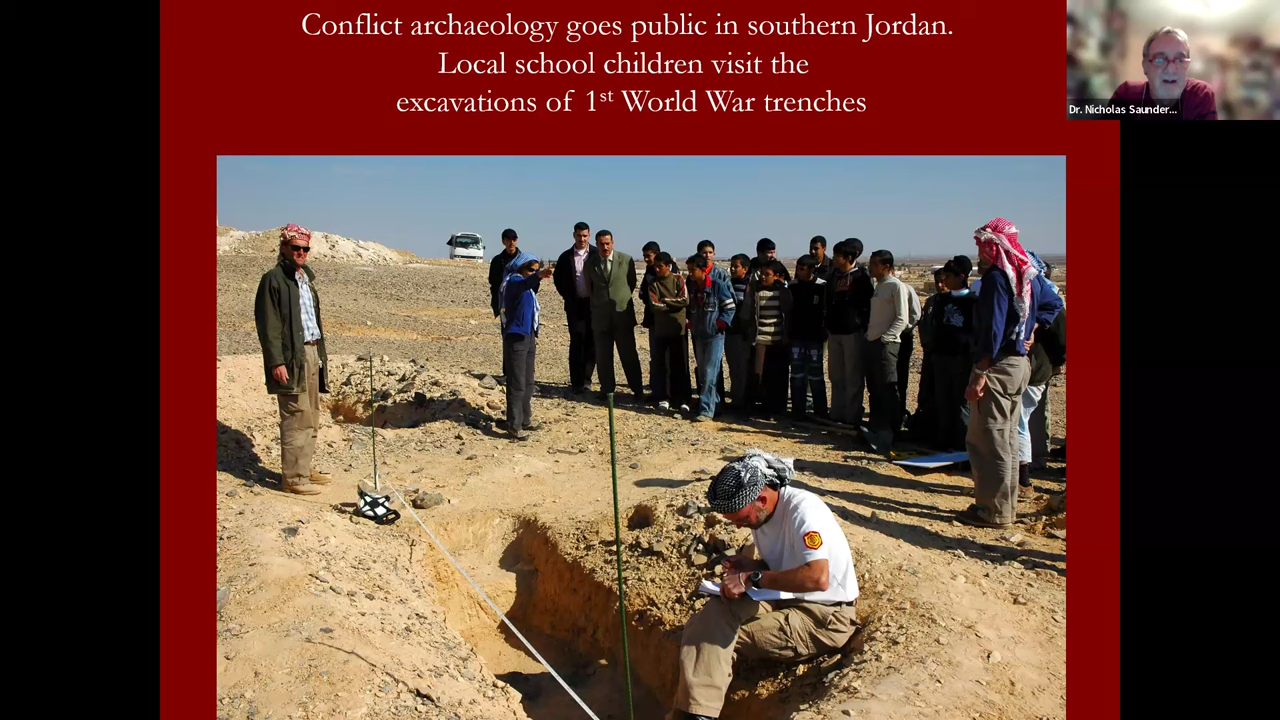 Conflict archaeology goes public in southern Jordan.
Local school children visit the
excavations of 1st World War trenches
Dr. Nicholas Saunder...